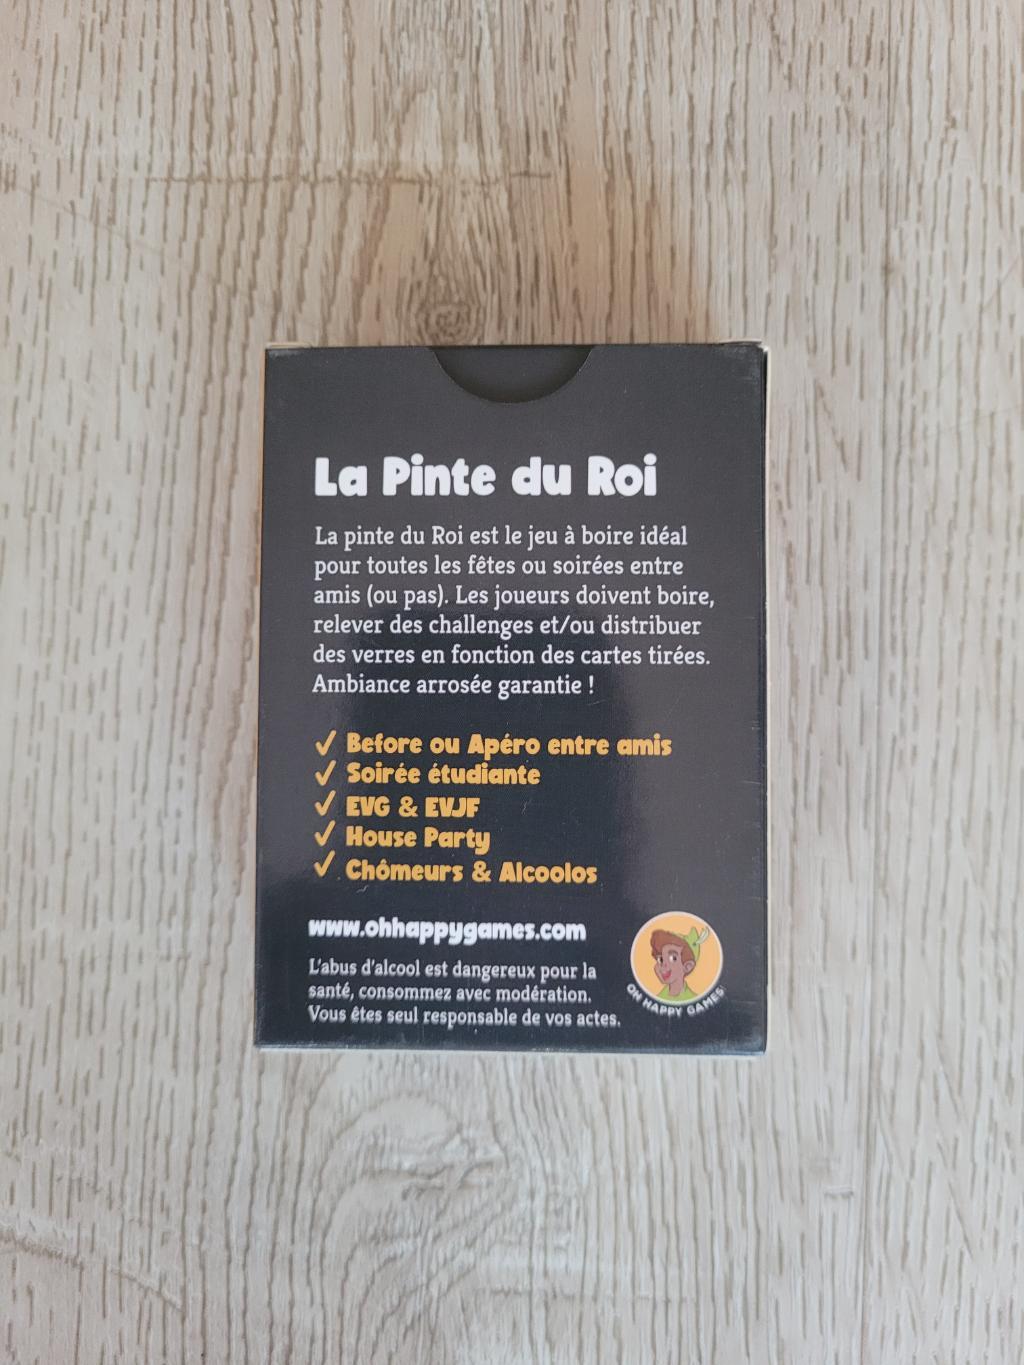 La Pinte du Roi
La pinte du Roi est le jeu à boire idéal
pour toutes les fêtes ou soirées entre
amis (ou pas). Les joueurs doivent boire,
relever des challenges et/ou distribuer
des verres en fonction des cartes tirées.
Ambiance arrosée garantie !
✓ Before ou Apéro entre amis
✓ Soirée étudiante
✓ EVG & EVJF
✓ House Party
✓ Chômeurs & Alcoolos
www.ohhappygames.com
L'abus d'alcool est dangereux pour la
santé, consommez avec modération.
Vous êtes seul responsable de vos actes.
OH HAPPY GAMES